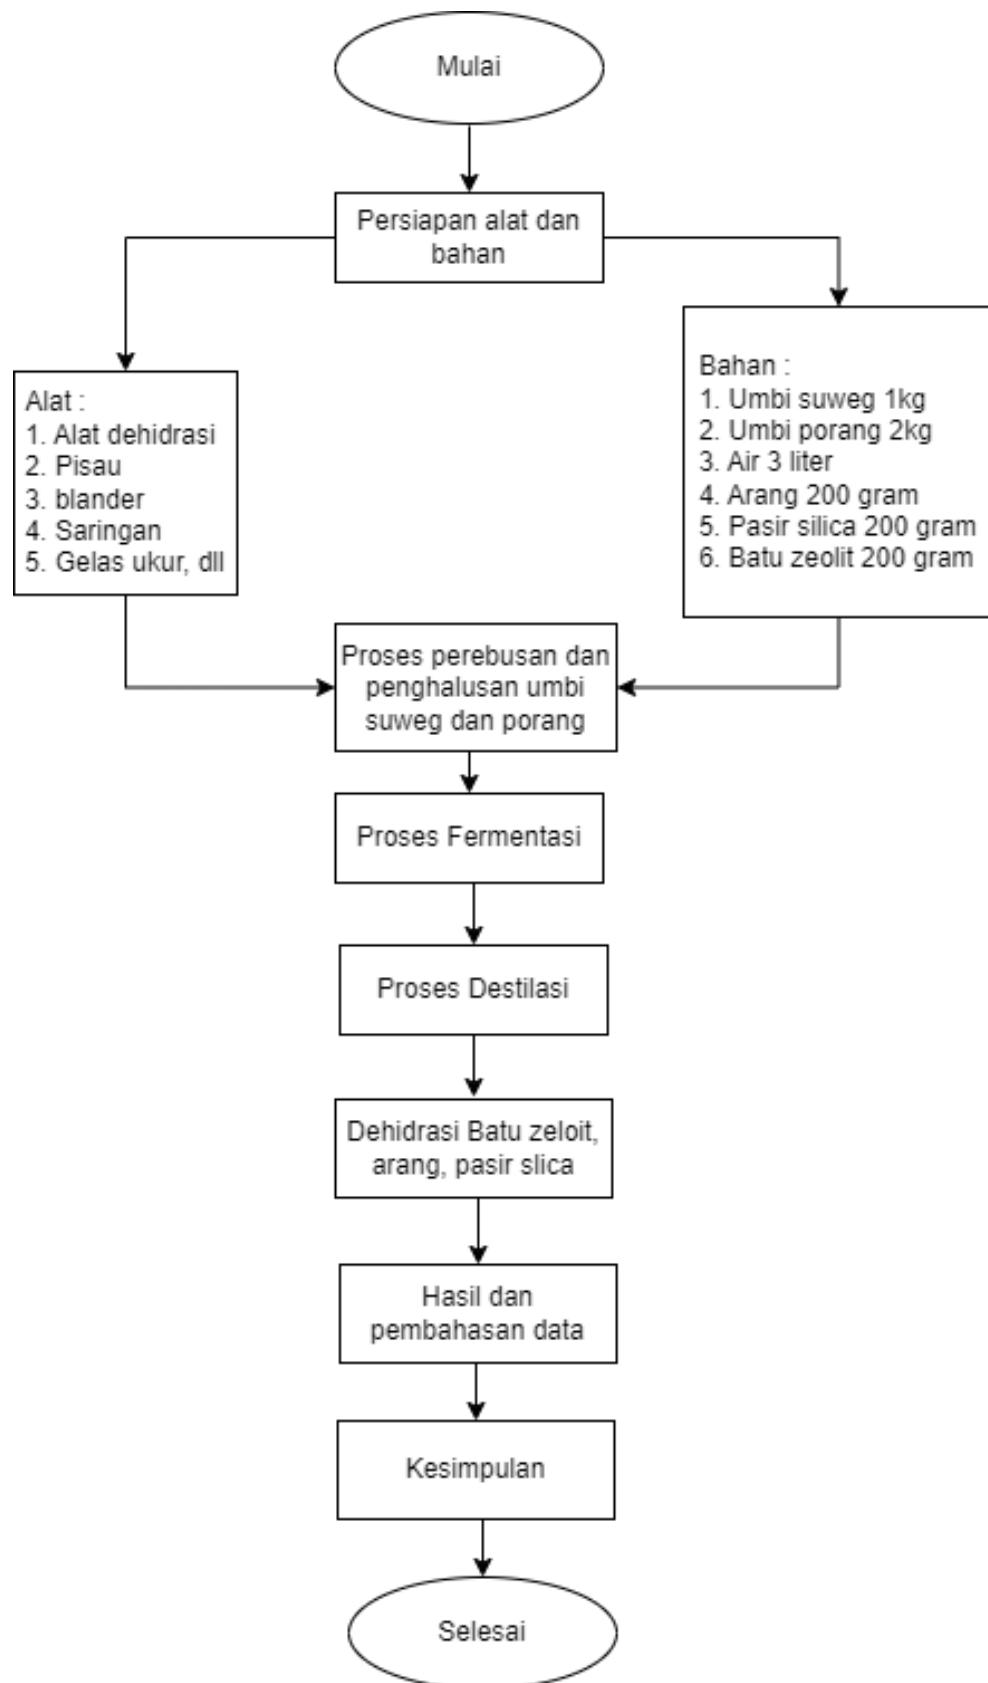 Mulai
Persiapan alat dan
bahan
Alat :
1. Alat dehidrasi
2. Pisau
3. blander
4. Saringan
5. Gelas ukur, dll
Bahan :
1. Umbi suweg 1kg
2. Umbi porang 2kg
3. Air 3 liter
4. Arang 200 gram
5. Pasir silica 200 gram
6. Batu zeolit 200 gram
Proses perebusan dan
penghalusan umbi
suweg dan porang
Proses Fermentasi
Proses Destilasi
Dehidrasi Batu zeloit,
arang, pasir slica
Hasil dan
pembahasan data
Kesimpulan
Selesai